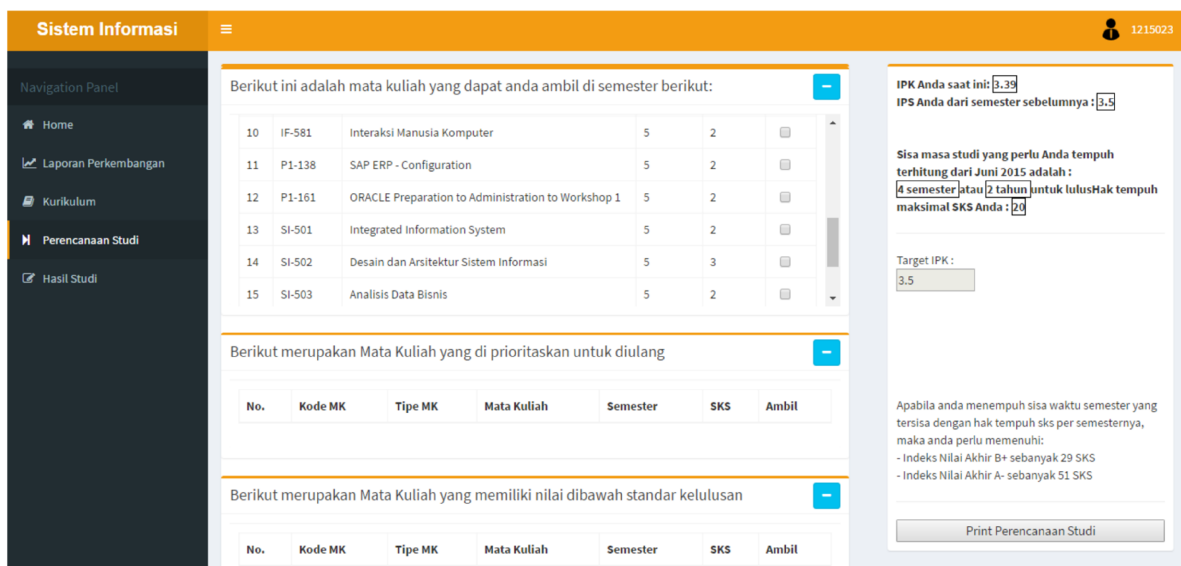 Sistem Informasi
1215023
Navigation Panel
Home
Laporan Perkembangan
Kurikulum
Perencanaan Studi
Hasil Studi
Berikut ini adalah mata kuliah yang dapat anda ambil di semester berikut:
10 IF-581 Interaksi Manusia Komputer 5 2
11 P1-138 SAP ERP - Configuration 5 2
12 P1-161 ORACLE Preparation to Administration to Workshop 1 5 2
13 SI-501 Integrated Information System 5 2
14 SI-502 Desain dan Arsitektur Sistem Informasi 5 3
15 SI-503 Analisis Data Bisnis 5 2
Berikut merupakan Mata Kuliah yang di prioritaskan untuk diulang
No. Kode MK Tipe MK Mata Kuliah Semester SKS Ambil
Berikut merupakan Mata Kuliah yang memiliki nilai dibawah standar kelulusan
No. Kode MK Tipe MK Mata Kuliah Semester SKS Ambil
IPK Anda saat ini: 3.39
IPS Anda dari semester sebelumnya : 3.5
Sisa masa studi yang perlu Anda tempuh
terhitung dari Juni 2015 adalah :
4 semester atau 2 tahun untuk lulusHak tempuh
maksimal SKS Anda : 20
Target IPK :
3.5
Apabila anda menempuh sisa waktu semester yang
tersisa dengan hak tempuh sks per semesternya,
maka anda perlu memenuhi:
- Indeks Nilai Akhir B+ sebanyak 29 SKS
- Indeks Nilai Akhir A- sebanyak 51 SKS
Print Perencanaan Studi